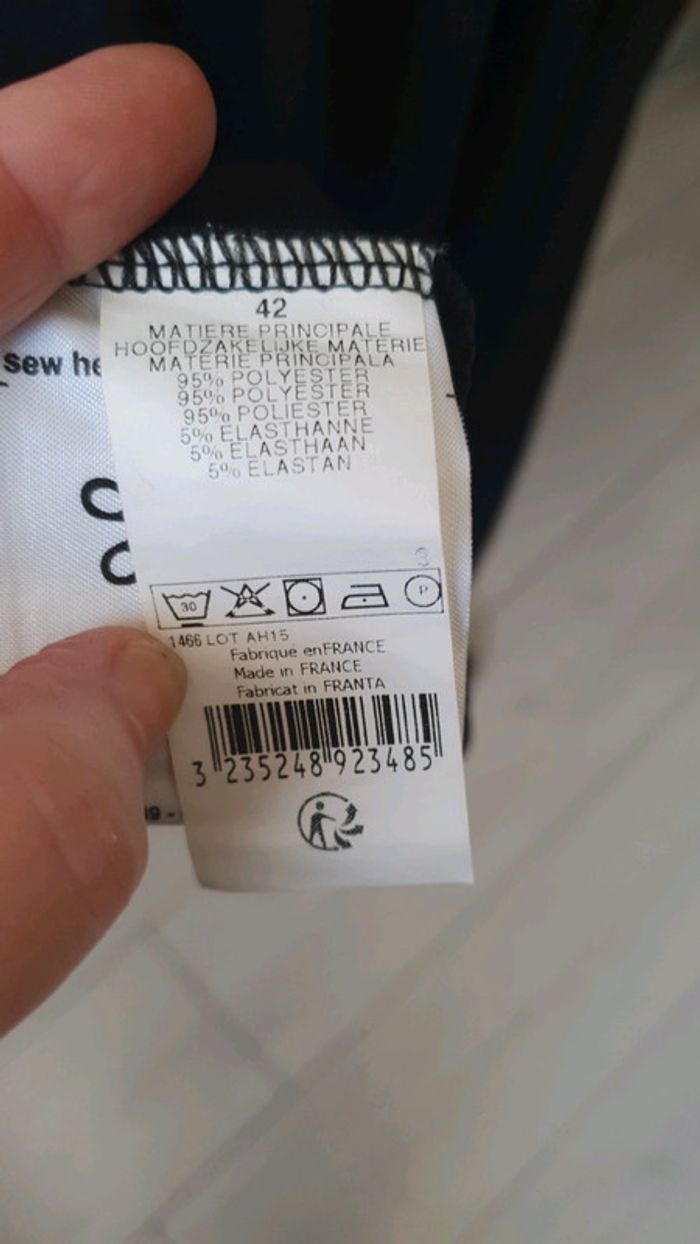 42
MATIERE PRINCIPALE
HOOFDZAKELIJKE MATERIE
MATERIE PRINCIPALA
95% POLYESTER
95% POLYESTER
95% POLIESTER
5% ELASTHANNE
5% ELASTHAAN
5% ELASTAN
sew
3
30
P
1466 LOT AH15
Fabrique enFRANCE
Made in FRANCE
Fabricat in FRANTA
3 235248 923485